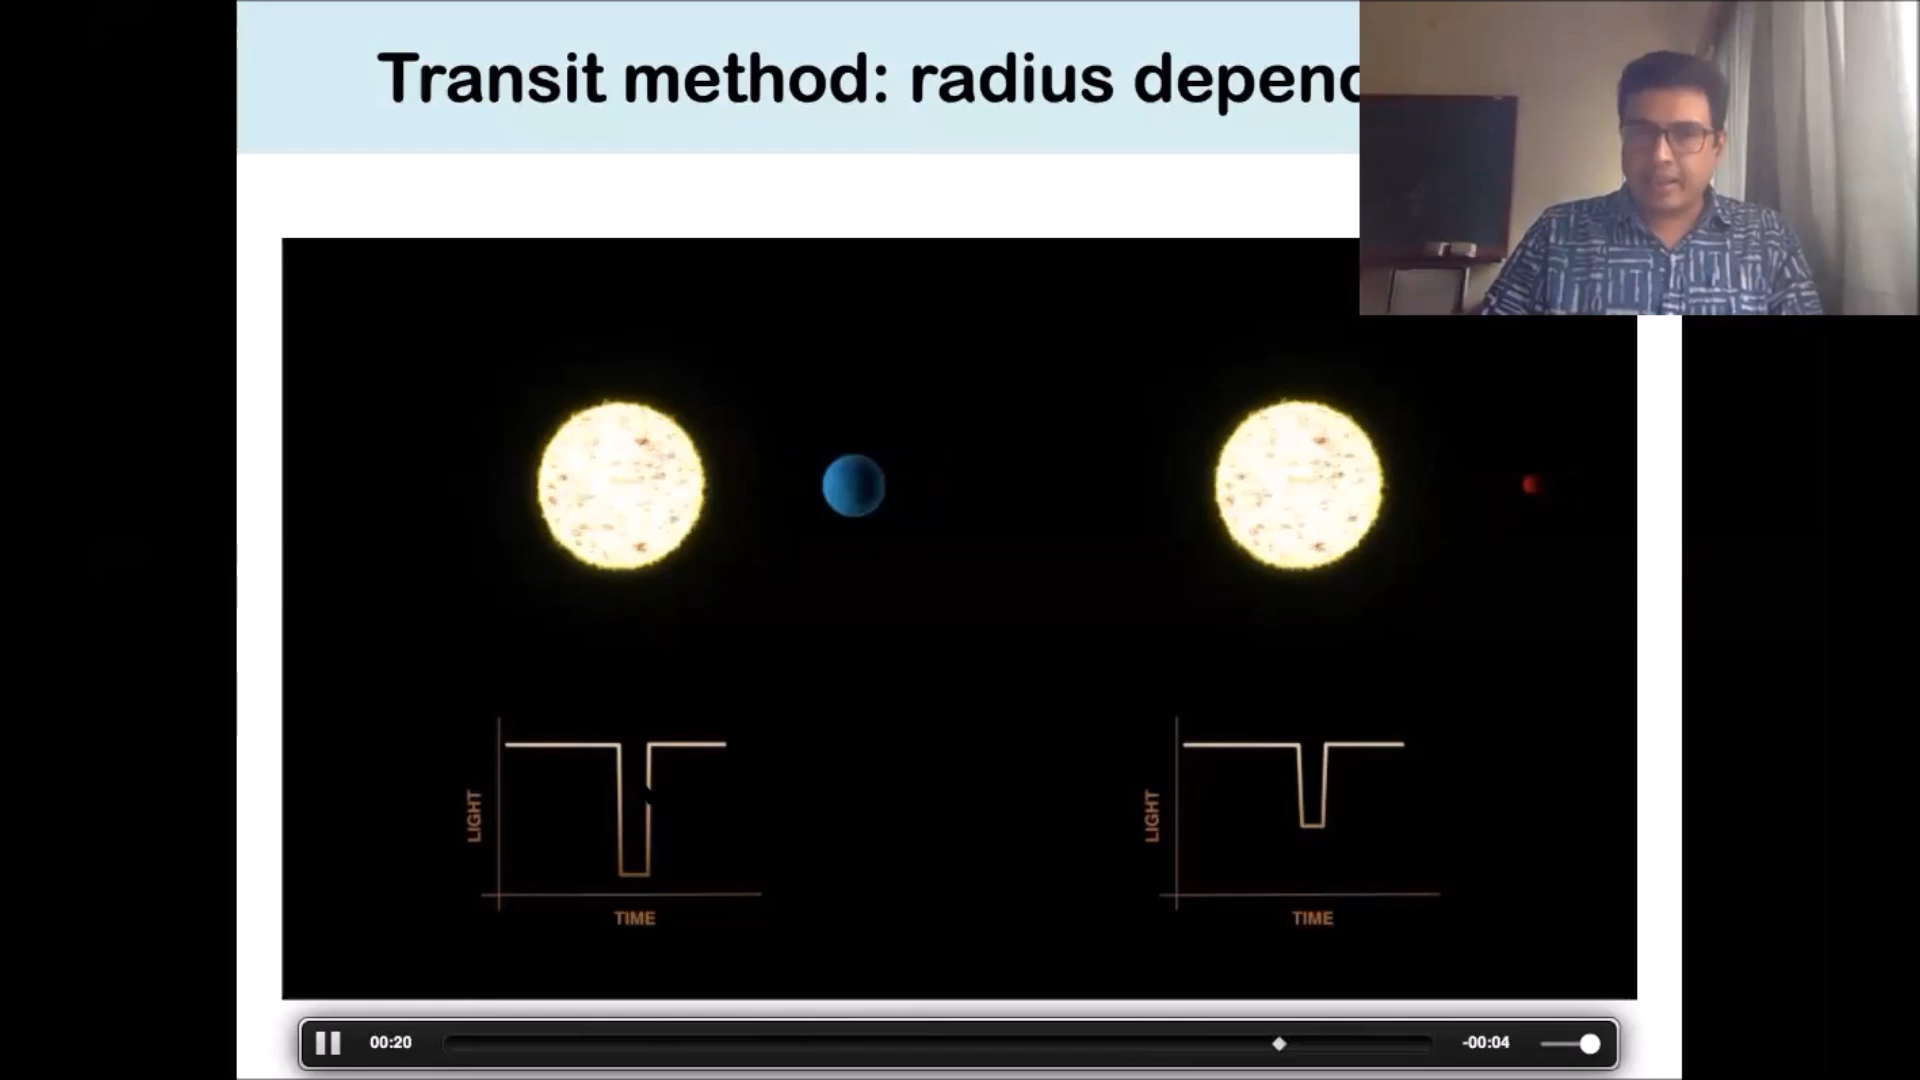 Transit method: radius depend
LIGHT
TIME
LIGHT
TIME
00:20
-00:04